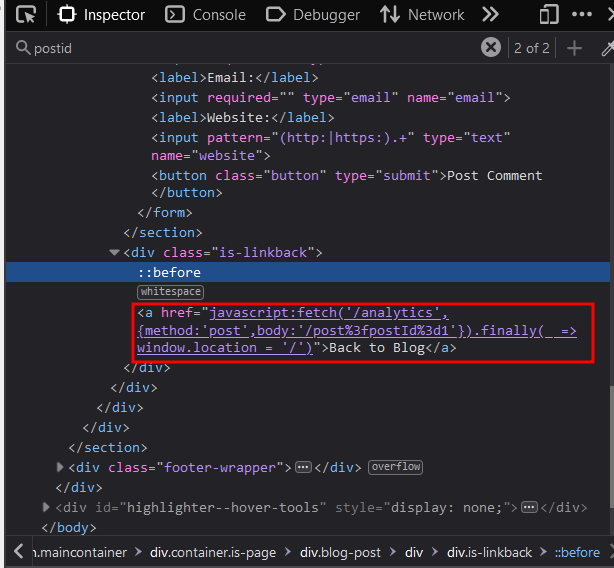 Inspector Console Debugger Network
postid 2 of 2
<label>Email:</label>
<input required="" type="email" name="email">
<label>Website:</label>
<input pattern="(http:|https:).+" type="text"
name="website">
<button class="button" type="submit">Post Comment
</button>
</form>
</section>
<div class="is-linkback">
::before
whitespace
<a href="javascript:fetch('/analytics',
{method:'post',body:'/post%3fpostId%3d1'}).finally(_ =>
window.location = '/')">Back to Blog</a>
</div>
</div>
</div>
</div>
</section>
<div class="footer-wrapper"> </div> overflow
</div>
<div id="highlighter--hover-tools" style="display: none;"> </div>
</body>
n.maincontainer div.container.is-page div.blog-post div div.is-linkback ::before